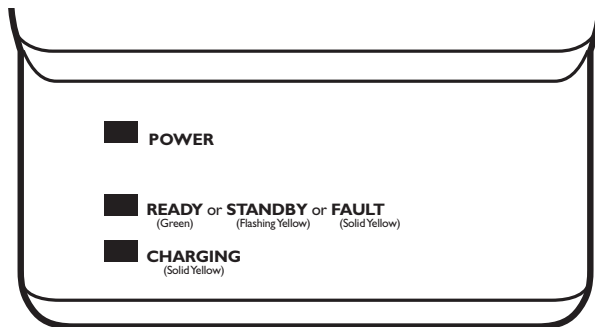 POWER
READY or STANDBY or FAULT
(Green) (Flashing Yellow) (Solid Yellow)
CHARGING
(Solid Yellow)